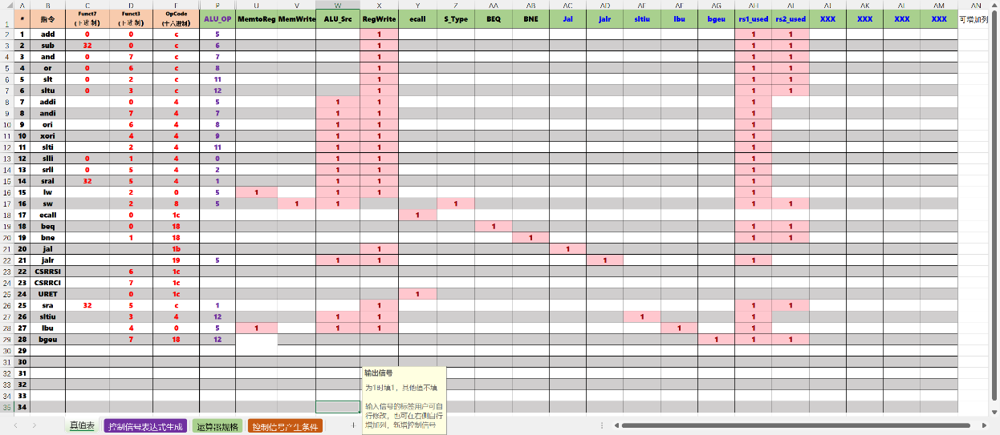 A B C D E P U V W X Y Z AA AB AC AD AE AF AG AH AI AJ AK AL AM AN
1 # 指令 Funct7 (十进制) Funct3 (十进制) OpCode (十六进制) ALU_OP MemtoReg MemWrite ALU_Src RegWrite ecall S_Type BEQ BNE Jal jalr sltiu lbu bgeu rs1_used rs2_used XXX XXX XXX XXX 可增加列
2 1 add 0 0 c 5 1 1 1
3 2 sub 32 0 c 6 1 1 1
4 3 and 0 7 c 7 1 1 1
5 4 or 0 6 c 8 1 1 1
6 5 slt 0 2 c 11 1 1 1
7 6 sltu 0 3 c 12 1 1 1
8 7 addi 0 4 5 1 1 1
9 8 andi 7 4 7 1 1 1
10 9 ori 6 4 8 1 1 1
11 10 xori 4 4 9 1 1 1
12 11 slti 2 4 11 1 1 1
13 12 slli 0 1 4 0 1 1 1
14 13 srli 0 5 4 2 1 1 1
15 14 srai 32 5 4 1 1 1 1
16 15 lw 2 0 5 1 1 1 1
17 16 sw 2 8 5 1 1 1 1 1
18 17 ecall 0 1c 1
19 18 beq 0 18 1 1 1
20 19 bne 1 18 1 1 1
21 20 jal 1b 1 1
22 21 jalr 19 5 1 1 1 1
23 22 CSRRSI 6 1c
24 23 CSRRCI 7 1c
25 24 URET 0 1c 1
26 25 sra 32 5 c 1 1 1 1
27 26 sltiu 3 4 12 1 1 1 1
28 27 lbu 4 0 5 1 1 1 1 1
29 28 bgeu 7 18 12 1 1 1
30 29
31 30
32 31
33 32
34 33
35 34
输出信号
为1时填1，其他值不填
输入信号的标签用户可自
行修改，也可在右侧自行
增加列，新增控制信号
真值表 控制信号表达式生成 运算器规格 控制信号产生条件 +